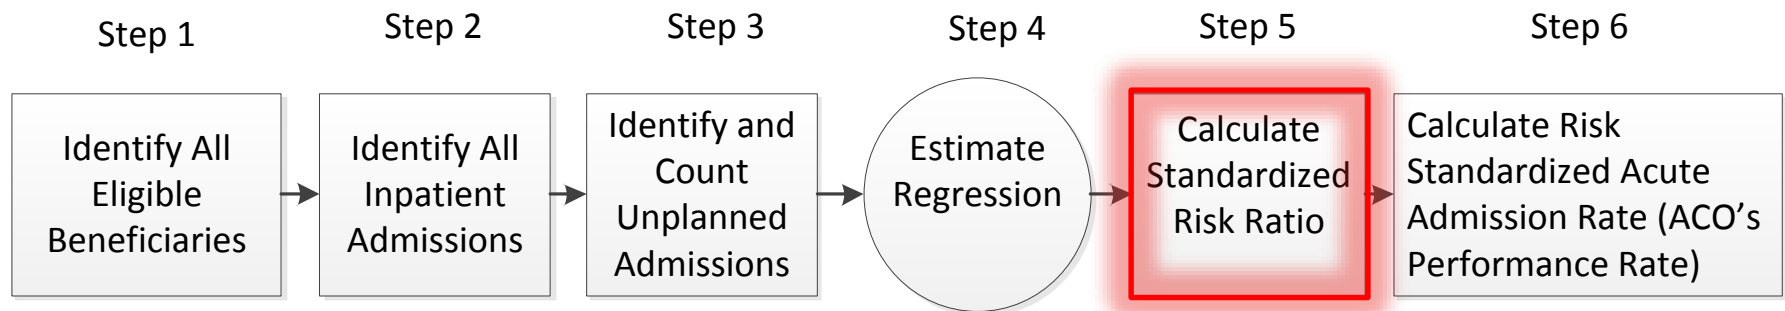 Step 1
Step 2
Step 3
Step 4
Step 5
Step 6
Identify All
Eligible
Beneficiaries
Identify All
Inpatient
Admissions
Identify and
Count
Unplanned
Admissions
Estimate
Regression
Calculate
Standardized
Risk Ratio
Calculate Risk
Standardized Acute
Admission Rate (ACO’s
Performance Rate)